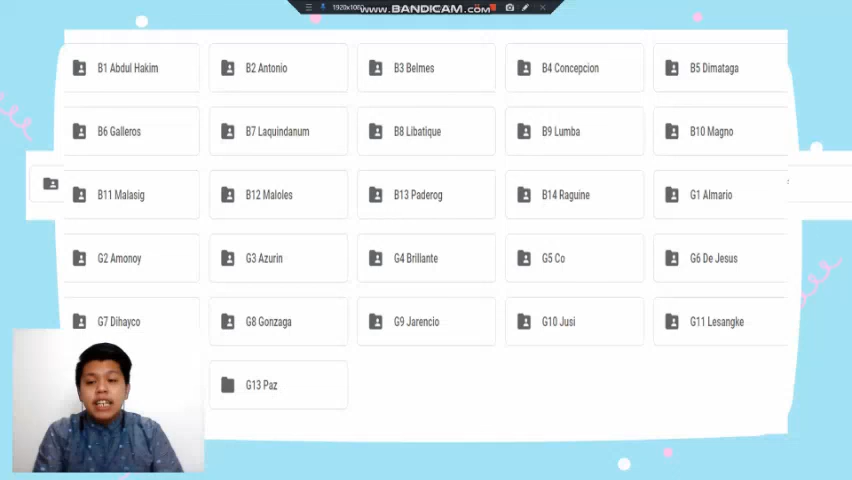 1920x1080
www.BANDICAM.com
B1 Abdul Hakim
B2 Antonio
B3 Belmes
B4 Concepcion
B5 Dimataga
B6 Galleros
B7 Laquindanum
B8 Libatique
B9 Lumba
B10 Magno
B11 Malasig
B12 Maloles
B13 Paderog
B14 Raguine
G1 Almario
G2 Amonoy
G3 Azurin
G4 Brillante
G5 Co
G6 De Jesus
G7 Dihayco
G8 Gonzaga
G9 Jarencio
G10 Jusi
G11 Lesangke
G13 Paz